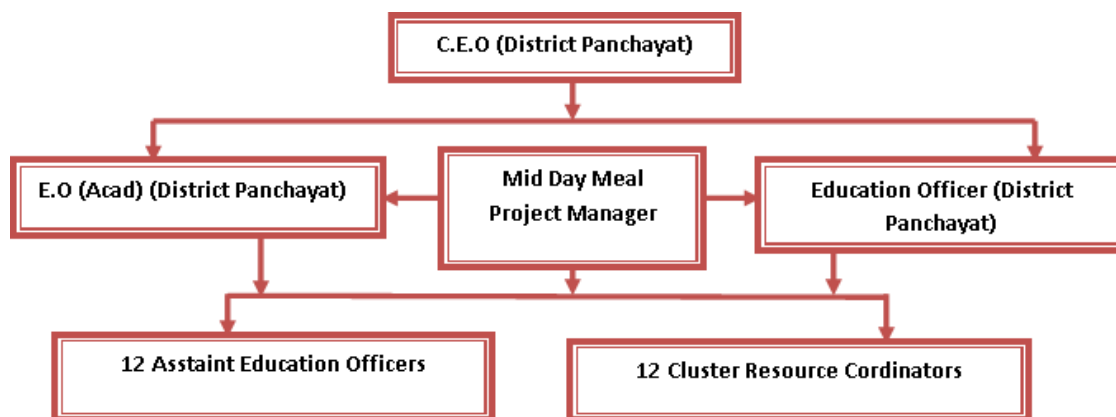 C.E.O (District Panchayat)
E.O (Acad) (District Panchayat)
Mid Day Meal
Project Manager
Education Officer (District
Panchayat)
12 Asstaint Education Officers
12 Cluster Resource Cordinators